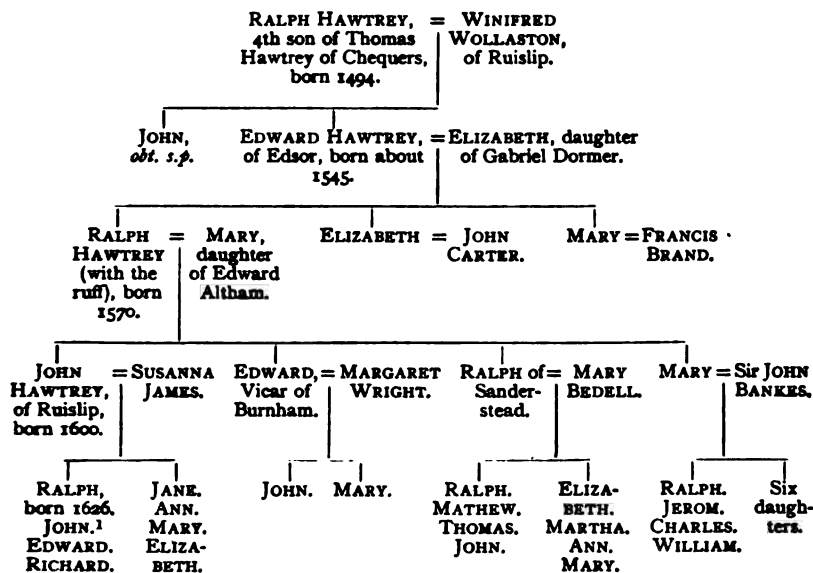 RALPH HAWTREY, = WINIFRED
4th son of Thomas WOLLASTON,
Hawtrey of Chequers, of Ruislip.
born 1494.
JOHN, EDWARD HAWTREY, = ELIZABETH, daughter
obt. s.p. of Edsor, born about of Gabriel Dormer.
1545.
RALPH = MARY, ELIZABETH = JOHN MARY = FRANCIS
HAWTREY daughter CARTER. BRAND.
(with the of Edward
ruff), born Altham.
1570.
JOHN = SUSANNA EDWARD, = MARGARET RALPH of = MARY MARY = Sir JOHN
HAWTREY, JAMES. Vicar of WRIGHT. Sander- BEDELL. BANKES.
of Ruislip, Burnham. stead.
born 1600.
RALPH, JANE. JOHN. MARY. RALPH. ELIZA- RALPH. Six
born 1626. ANN. MATHEW. BETH. JEROM. daugh-
JOHN.¹ MARY. THOMAS. MARTHA. CHARLES. ters.
EDWARD. ELIZA- JOHN. ANN. WILLIAM.
RICHARD. BETH. MARY.